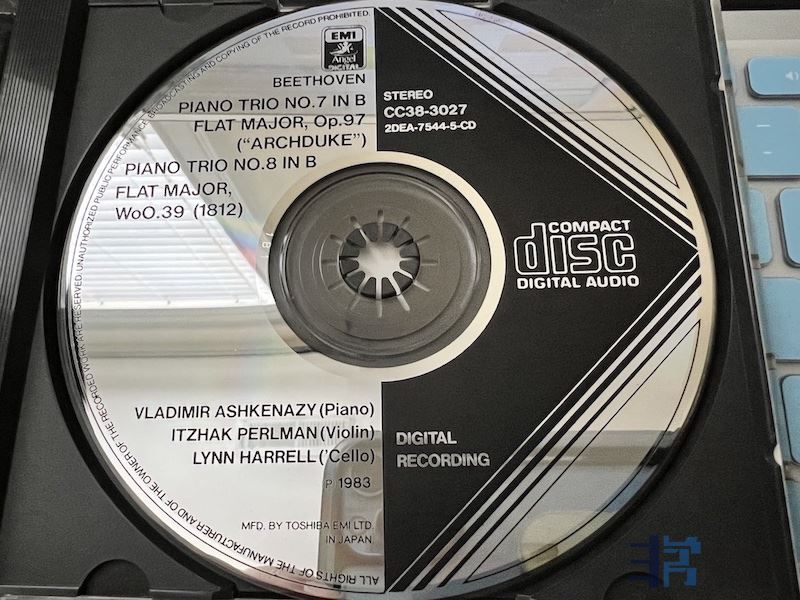 UNAUTHORIZED PUBLIC PERFORMANCE, BROADCASTING AND COPYING OF THE RECORD PROHIBITED.
EMI
Angel
DIGITAL
BEETHOVEN
PIANO TRIO NO.7 IN B
FLAT MAJOR, Op.97
("ARCHDUKE")
PIANO TRIO NO.8 IN B
FLAT MAJOR,
WoO.39 (1812)
STEREO
CC38-3027
2DEA-7544-5-CD
COMPACT
disc
DIGITAL AUDIO
VLADIMIR ASHKENAZY (Piano)
ITZHAK PERLMAN (Violin)
LYNN HARRELL ('Cello)
P 1983
DIGITAL
RECORDING
MFD. BY TOSHIBA EMI LTD.
IN JAPAN
ALL RIGHTS OF THE MANUFACTURER AND OF THE OWNER OF THE RECORDED WORK ARE RESERVED.